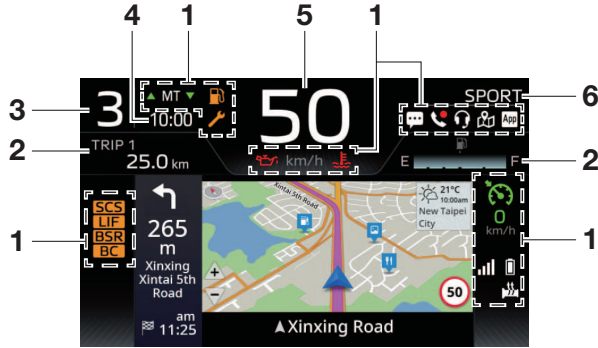 1
4
5
1
3
▲ MT ▼
10:00
50
SPORT
6
App
2
TRIP 1
25.0 km
km/h
E
F
2
1
SCS
LIF
BSR
BC
265
m
Xinxing
Xintai 5th
Road
am
11:25
Xintai 5th
Road
21°C
10:00am
New Taipei
City
+
−
50
▲ Xinxing Road
0
km/h
1
3